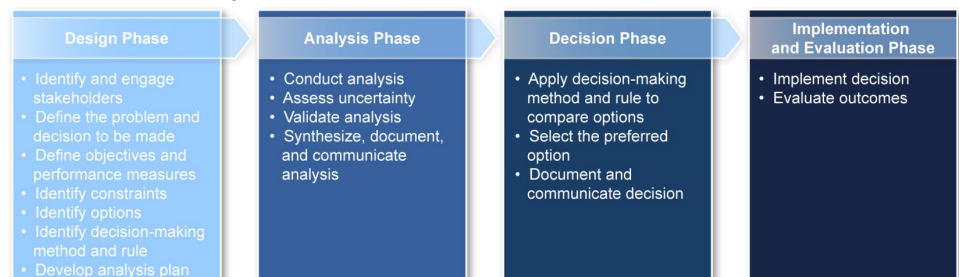 Design Phase
• Identify and engage
stakeholders
• Define the problem and
decision to be made
• Define objectives and
performance measures
• Identify constraints
• Identify options
• Identify decision-making
method and rule
• Develop analysis plan
Analysis Phase
• Conduct analysis
• Assess uncertainty
• Validate analysis
• Synthesize, document,
and communicate
analysis
Decision Phase
• Apply decision-making
method and rule to
compare options
• Select the preferred
option
• Document and
communicate decision
Implementation
and Evaluation Phase
• Implement decision
• Evaluate outcomes